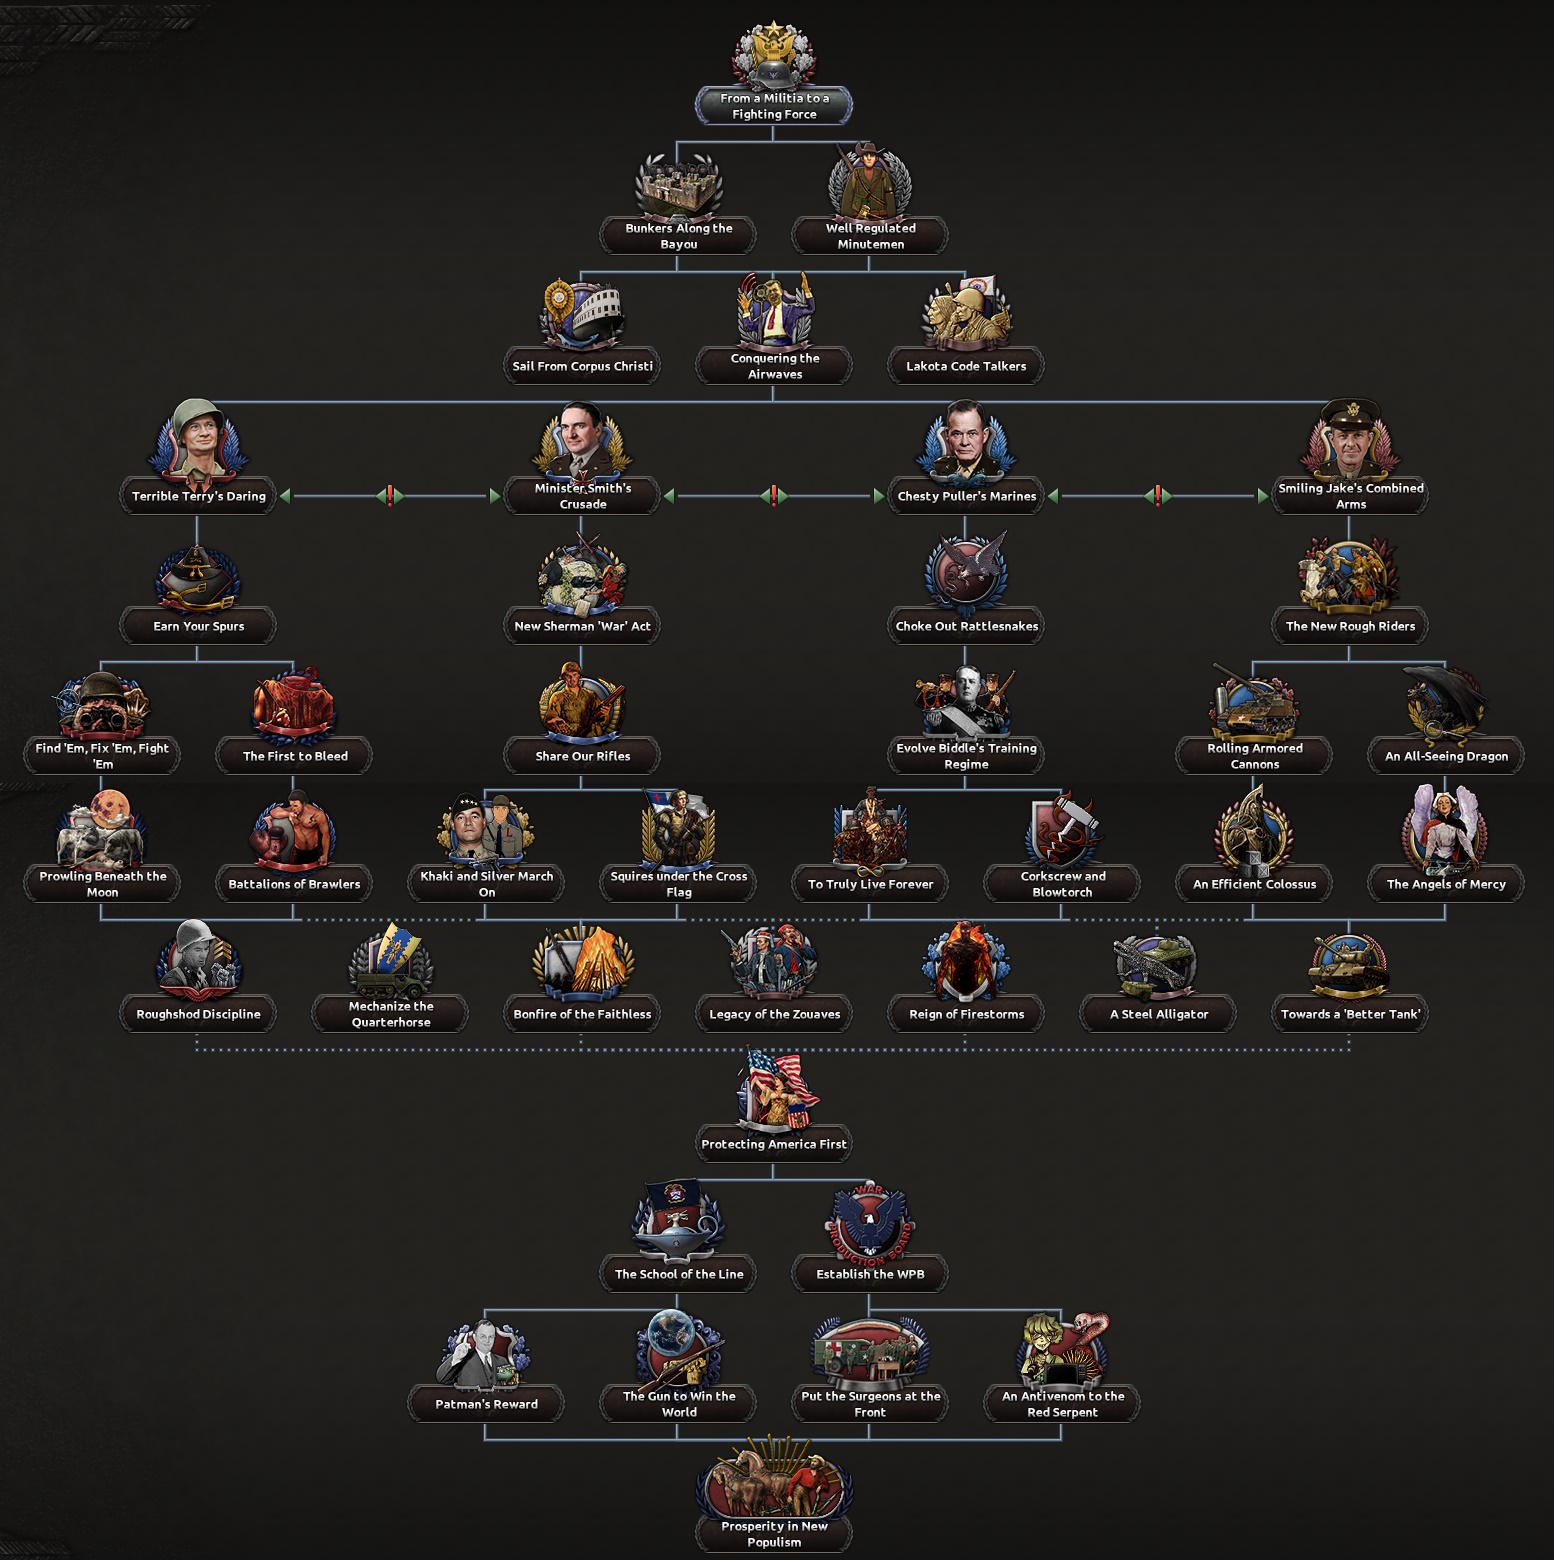 From a Militia to a
Fighting Force
Bunkers Along the
Bayou
Well Regulated
Minutemen
Sail From Corpus Christi
Conquering the
Airwaves
Lakota Code Talkers
Terrible Terry's Daring
Minister Smith's
Crusade
Chesty Puller's Marines
Smiling Jake's Combined
Arms
Earn Your Spurs
New Sherman 'War' Act
Choke Out Rattlesnakes
The New Rough Riders
Find 'Em, Fix 'Em, Fight
'Em
The First to Bleed
Share Our Rifles
Evolve Biddle's Training
Regime
Rolling Armored
Cannons
An All-Seeing Dragon
Prowling Beneath the
Moon
Battalions of Brawlers
Khaki and Silver March
On
Squires under the Cross
Flag
To Truly Live Forever
Corkscrew and
Blowtorch
An Efficient Colossus
The Angels of Mercy
Roughshod Discipline
Mechanize the
Quarterhorse
Bonfire of the Faithless
Legacy of the Zouaves
Reign of Firestorms
A Steel Alligator
Towards a 'Better Tank'
Protecting America First
The School of the Line
WAR
PRODUCTION BOARD
Establish the WPB
Patman's Reward
The Gun to Win the
World
Put the Surgeons at the
Front
An Antivenom to the
Red Serpent
Prosperity in New
Populism